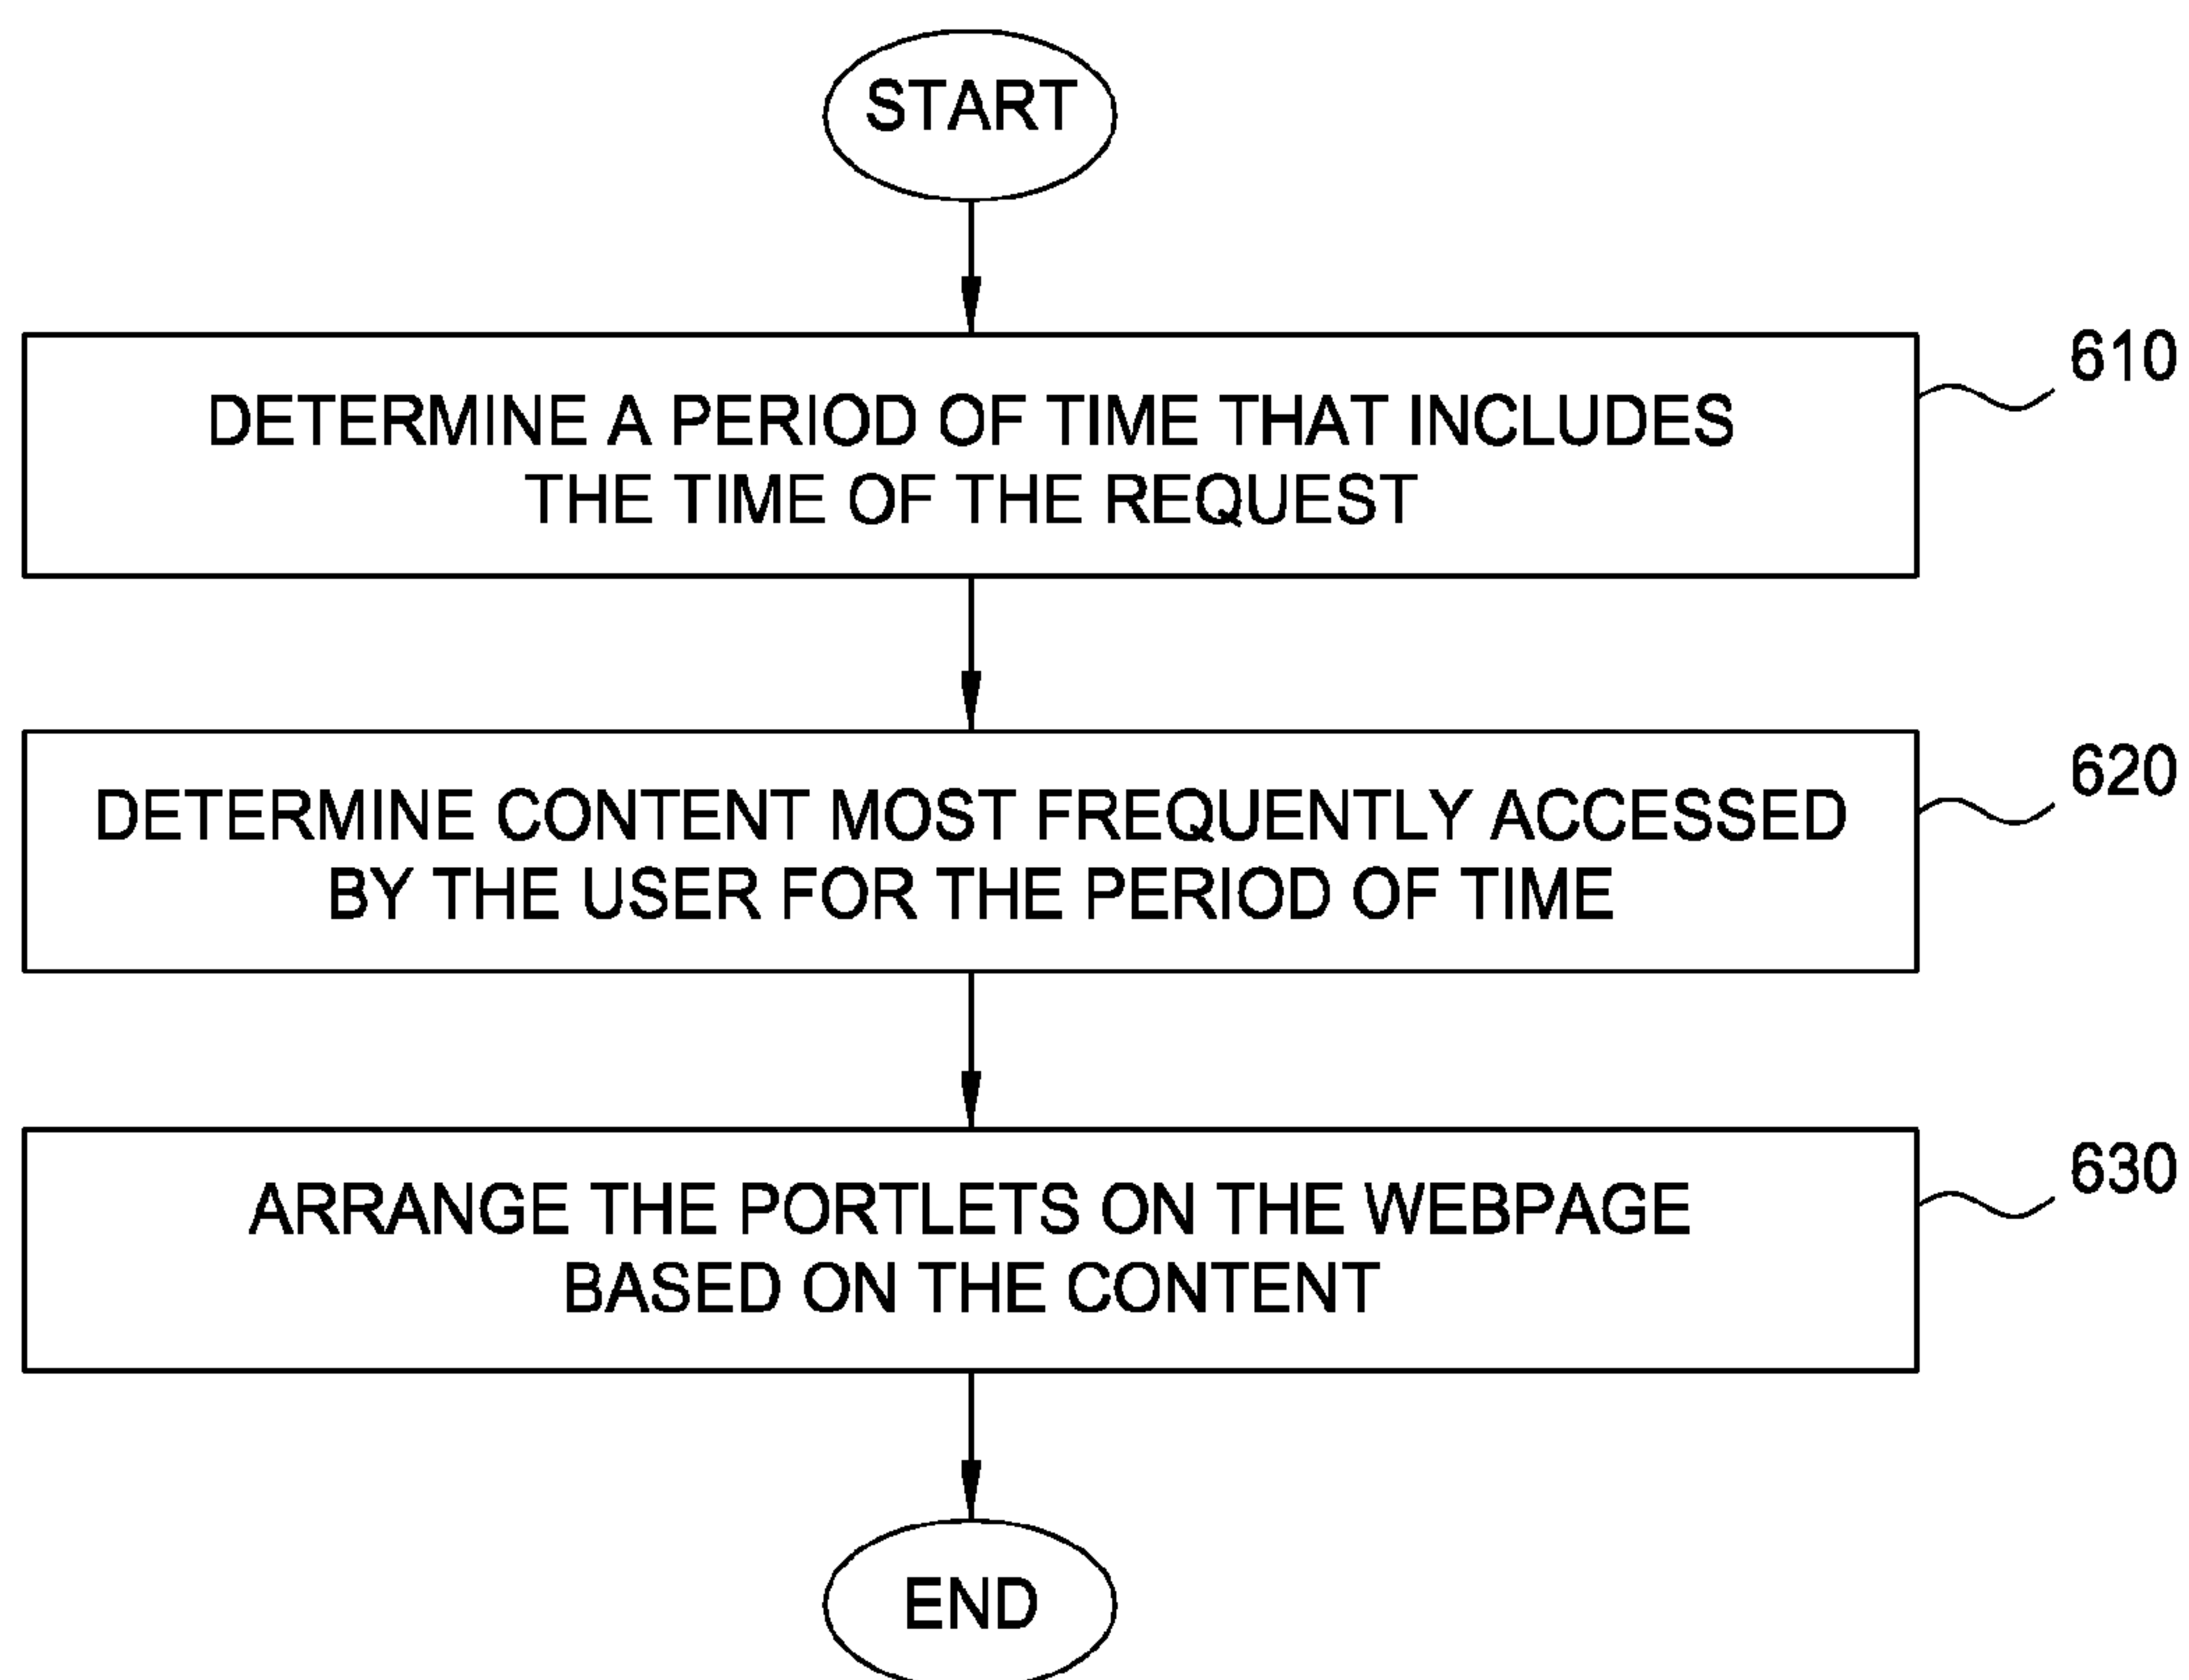 START
610
DETERMINE A PERIOD OF TIME THAT INCLUDES
THE TIME OF THE REQUEST
620
DETERMINE CONTENT MOST FREQUENTLY ACCESSED
BY THE USER FOR THE PERIOD OF TIME
630
ARRANGE THE PORTLETS ON THE WEBPAGE
BASED ON THE CONTENT
END